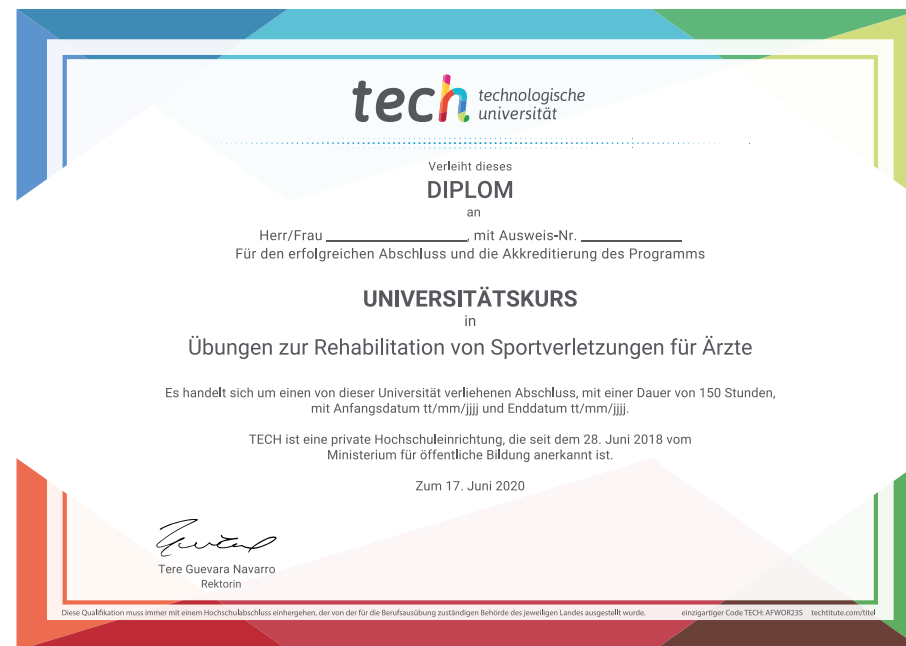 tech technologische
universität
Verleiht dieses
DIPLOM
an
Herr/Frau ____________, mit Ausweis-Nr. ____________
Für den erfolgreichen Abschluss und die Akkreditierung des Programms
UNIVERSITÄTSKURS
in
Übungen zur Rehabilitation von Sportverletzungen für Ärzte
Es handelt sich um einen von dieser Universität verliehenen Abschluss, mit einer Dauer von 150 Stunden,
mit Anfangsdatum tt/mm/jjjj und Enddatum tt/mm/jjjj.
TECH ist eine private Hochschuleinrichtung, die seit dem 28. Juni 2018 vom
Ministerium für öffentliche Bildung anerkannt ist.
Zum 17. Juni 2020
Tere Guevara Navarro
Rektorin
Diese Qualifikation muss immer mit einem Hochschulabschluss einhergehen, der von der für die Berufsausübung zuständigen Behörde des jeweiligen Landes ausgestellt wurde. einzigartiger Code TECH: AFWOR23S techtitute.com/titel